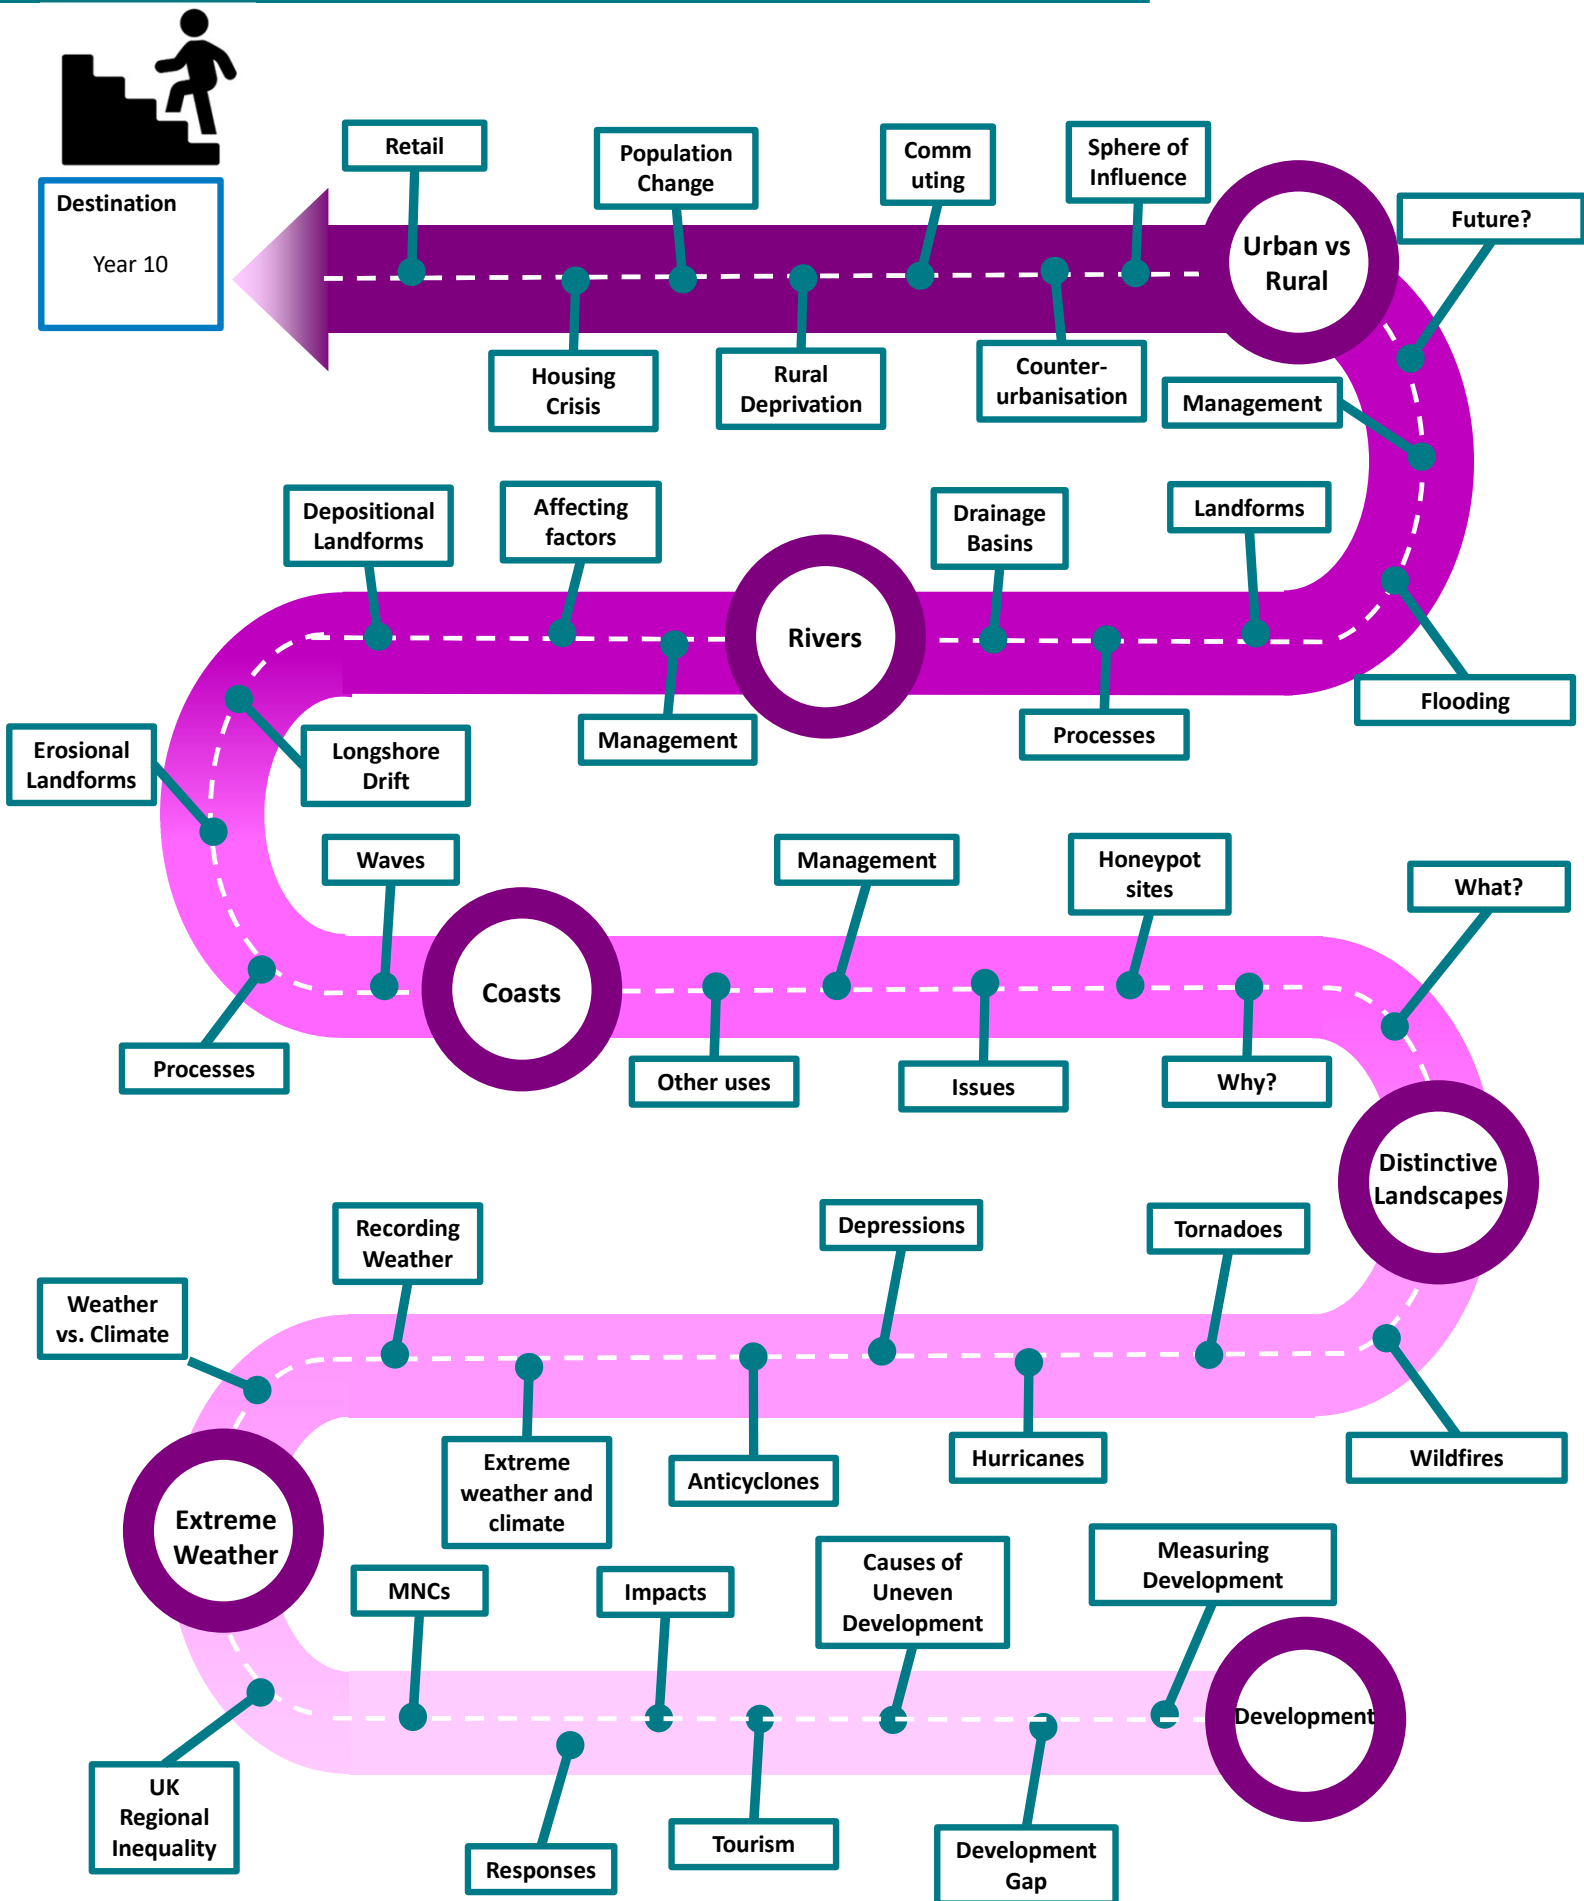 Destination
Year 10
Retail
Population
Change
Comm
uting
Sphere of
Influence
Urban vs
Rural
Future?
Housing
Crisis
Rural
Deprivation
Counter-
urbanisation
Management
Depositional
Landforms
Affecting
factors
Drainage
Basins
Landforms
Rivers
Flooding
Management
Processes
Erosional
Landforms
Longshore
Drift
Waves
Management
Honeypot
sites
What?
Coasts
Processes
Other uses
Issues
Why?
Distinctive
Landscapes
Recording
Weather
Depressions
Tornadoes
Weather
vs. Climate
Extreme
weather and
climate
Anticyclones
Hurricanes
Wildfires
Extreme
Weather
MNCs
Impacts
Causes of
Uneven
Development
Measuring
Development
Development
UK
Regional
Inequality
Responses
Tourism
Development
Gap